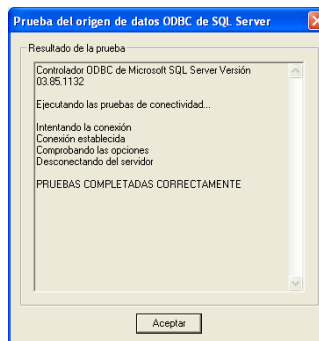 Prueba del origen de datos ODBC de SQL Server
Resultado de la prueba
Controlador ODBC de Microsoft SQL Server Versión
03.85.1132
Ejecutando las pruebas de conectividad...
Intentando la conexión
Conexión establecida
Comprobando las opciones
Desconectando del servidor
PRUEBAS COMPLETADAS CORRECTAMENTE
Aceptar